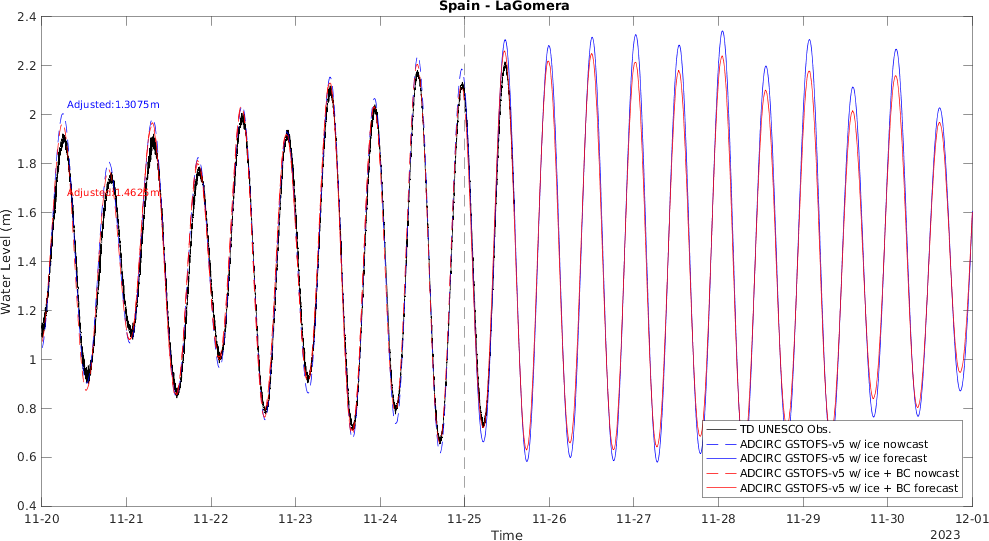 Spain - LaGomera
2.4
2.2
2
1.8
1.6
1.4
1.2
1
0.8
0.6
0.4
Water Level (m)
Adjusted:1.3075m
Adjusted:1.4625m
TD UNESCO Obs.
ADCIRC GSTOFS-v5 w/ ice nowcast
ADCIRC GSTOFS-v5 w/ ice forecast
ADCIRC GSTOFS-v5 w/ ice + BC nowcast
ADCIRC GSTOFS-v5 w/ ice + BC forecast
11-20 11-21 11-22 11-23 11-24 11-25 11-26 11-27 11-28 11-29 11-30 12-01
Time
2023